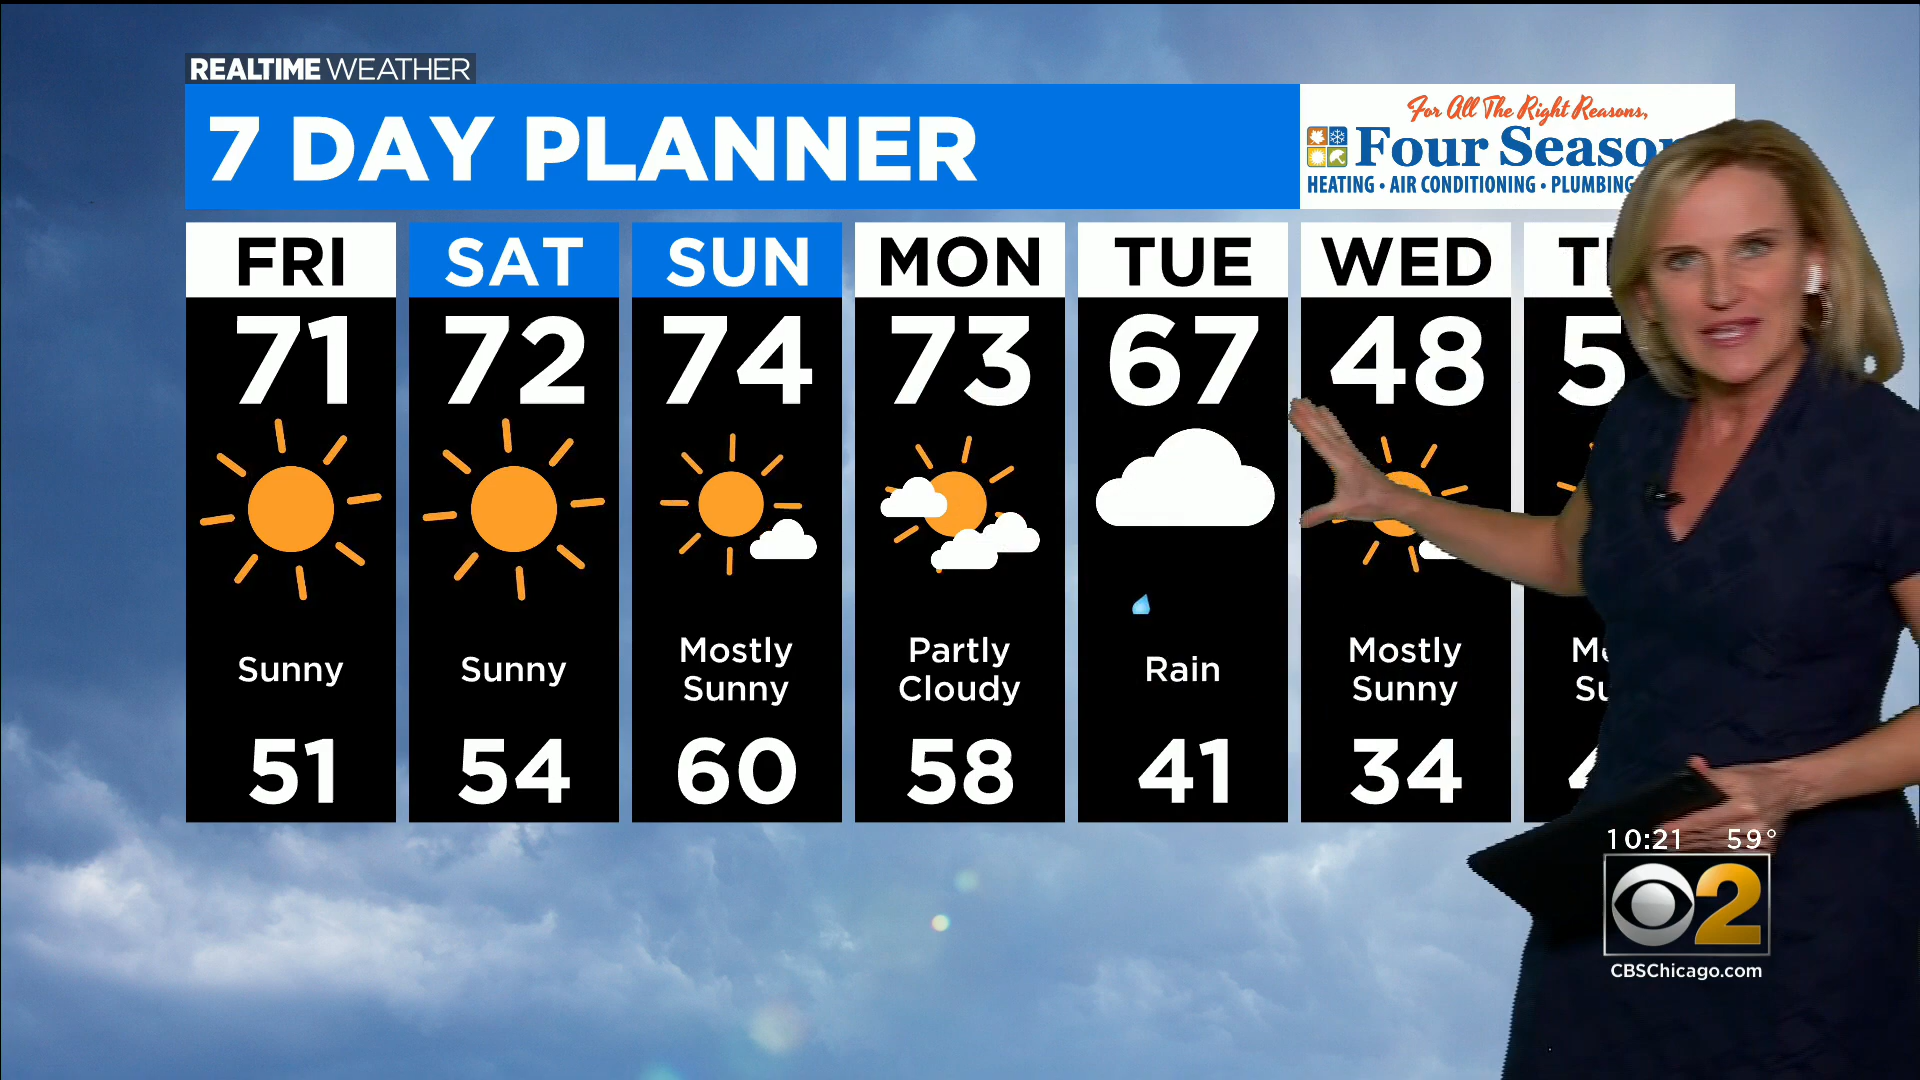 REALTIME WEATHER
7 DAY PLANNER
For All The Right Reasons,
Four
HEATING • AIR CONDITIONING • PLUMBING
FRI SAT SUN MON TUE WED
71 72 74 73 67 48
Sunny Sunny Mostly Sunny Partly Cloudy Rain Mostly Sunny
51 54 60 58 41 34
10:21 59°
2
CBSChicago.com